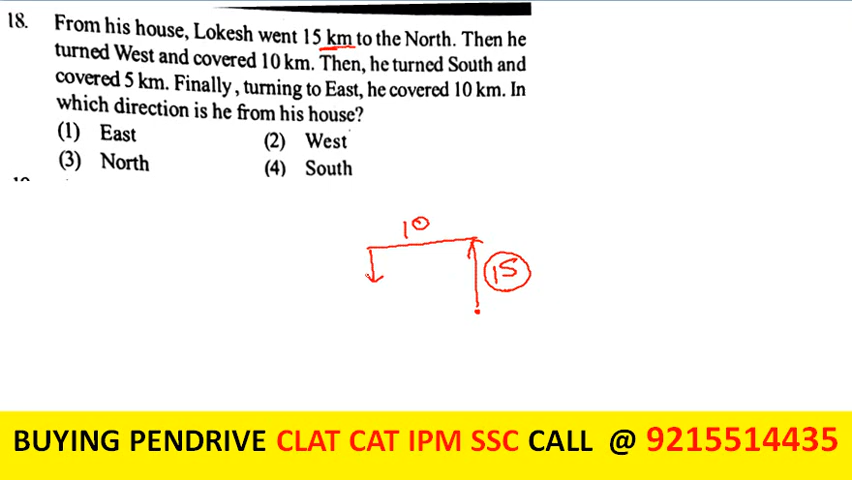 18. From his house, Lokesh went 15 km to the North. Then he
turned West and covered 10 km. Then, he turned South and
covered 5 km. Finally, turning to East, he covered 10 km. In
which direction is he from his house?
(1) East (2) West
(3) North (4) South
10
15
BUYING PENDRIVE CLAT CAT IPM SSC CALL @ 9215514435